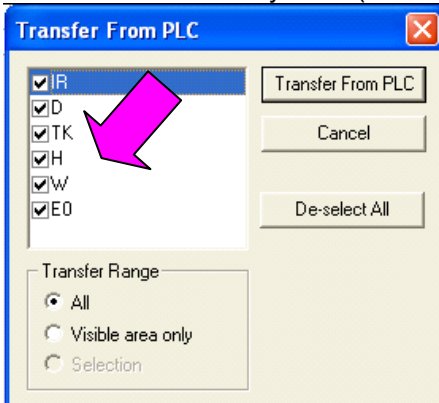 Transfer From PLC
IR
D
TK
H
W
E0
Transfer From PLC
Cancel
De-select All
Transfer Range
All
Visible area only
Selection